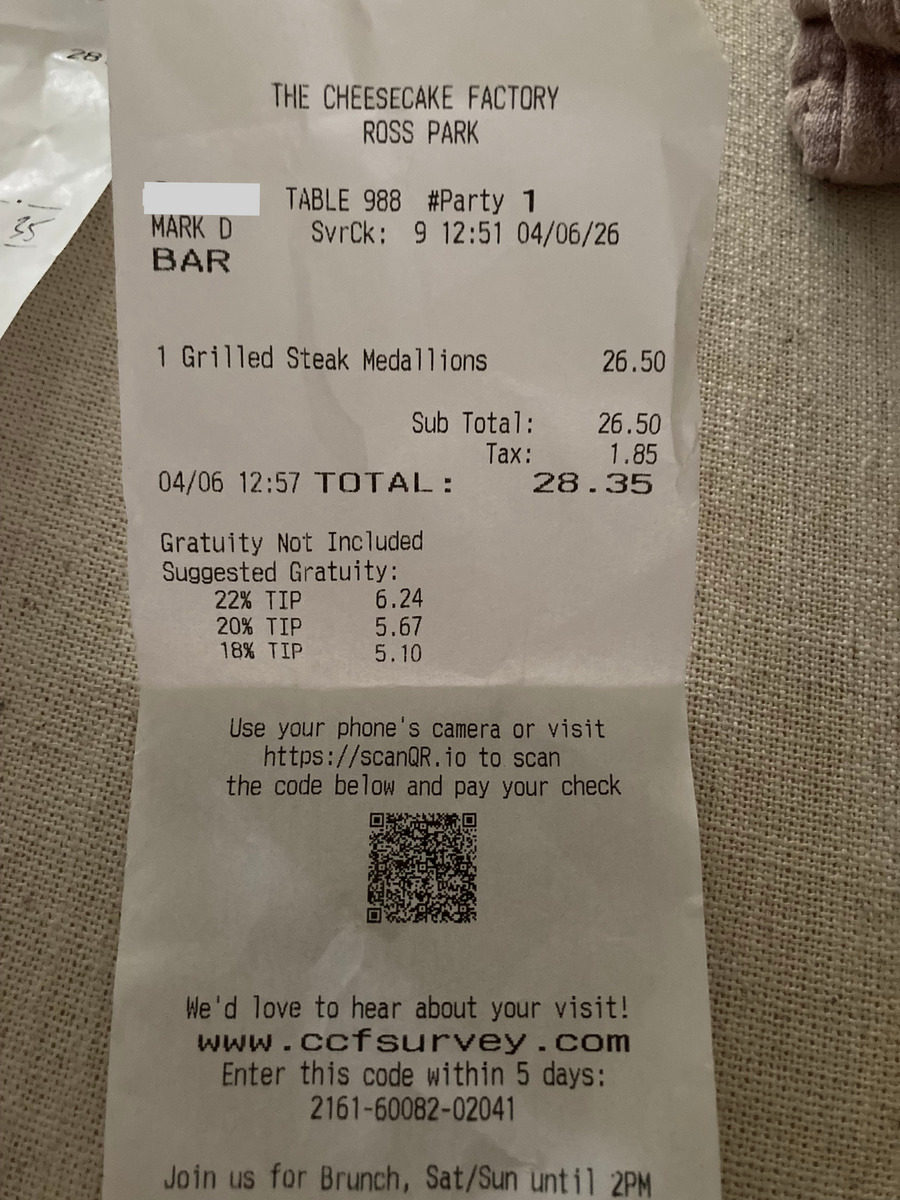 28
35
THE CHEESECAKE FACTORY
ROSS PARK
TABLE 988 #Party 1
MARK D SvrCk: 9 12:51 04/06/26
BAR
1 Grilled Steak Medallions 26.50
Sub Total: 26.50
Tax: 1.85
04/06 12:57 TOTAL: 28.35
Gratuity Not Included
Suggested Gratuity:
22% TIP 6.24
20% TIP 5.67
18% TIP 5.10
Use your phone's camera or visit
https://scanQR.io to scan
the code below and pay your check
We'd love to hear about your visit!
www.ccfsurvey.com
Enter this code within 5 days:
2161-60082-02041
Join us for Brunch, Sat/Sun until 2PM